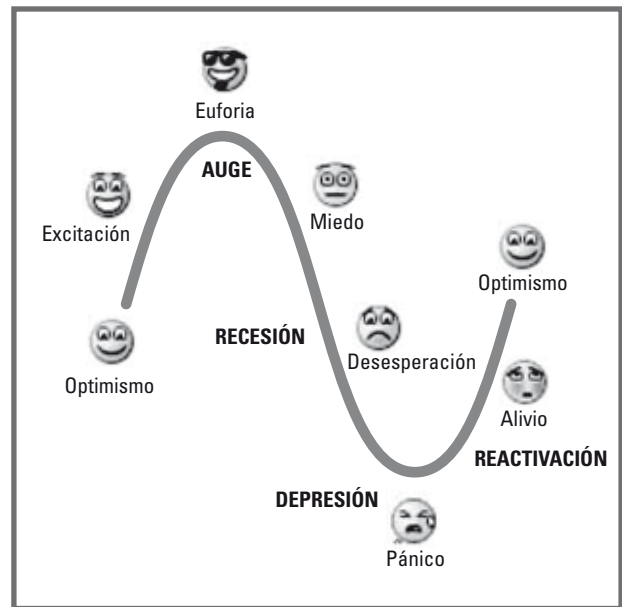 Euforia
AUGE
Excitación
Miedo
Optimismo
RECESIÓN
Desesperación
Optimismo
Alivio
REACTIVACIÓN
DEPRESIÓN
Pánico